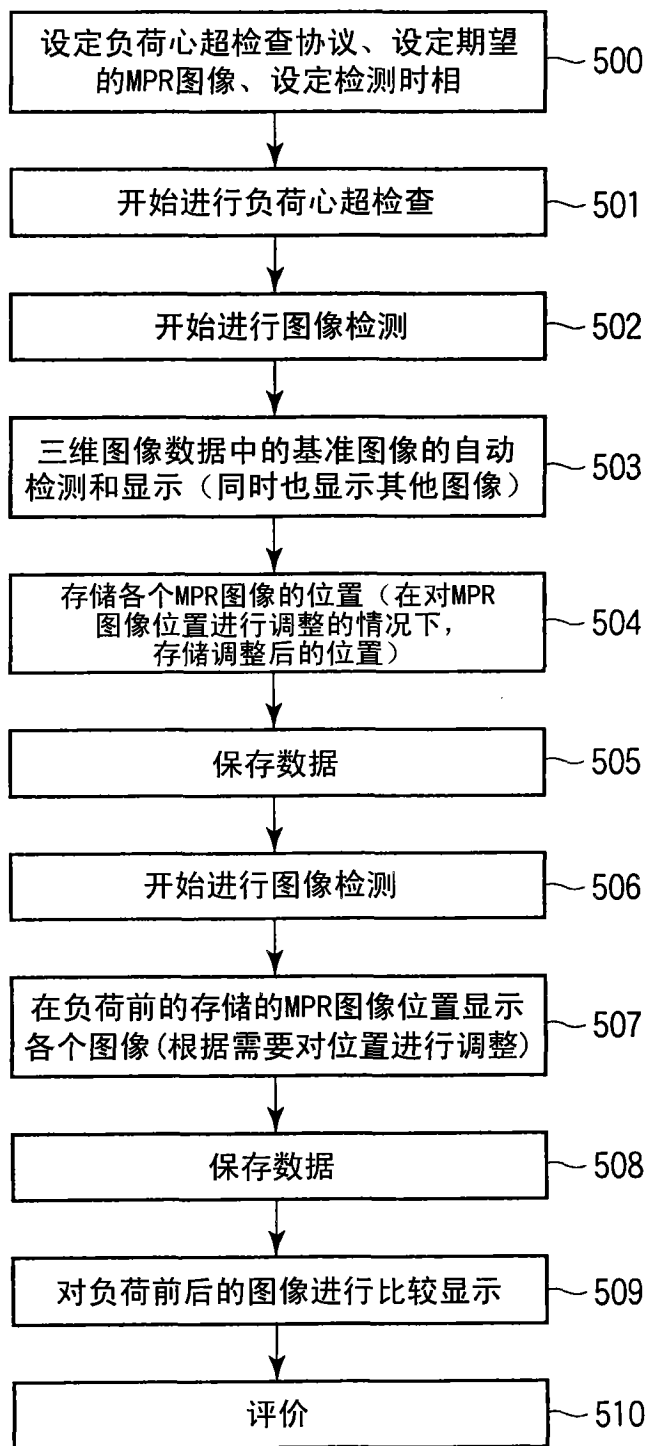 设定负荷心超检查协议、设定期望
的MPR图像、设定检测时相
500
开始进行负荷心超检查
501
开始进行图像检测
502
三维图像数据中的基准图像的自动
检测和显示（同时也显示其他图像）
503
存储各个MPR图像的位置（在对MPR
图像位置进行调整的情况下，
存储调整后的位置）
504
保存数据
505
开始进行图像检测
506
在负荷前的存储的MPR图像位置显示
各个图像(根据需要对位置进行调整)
507
保存数据
508
对负荷前后的图像进行比较显示
509
评价
510